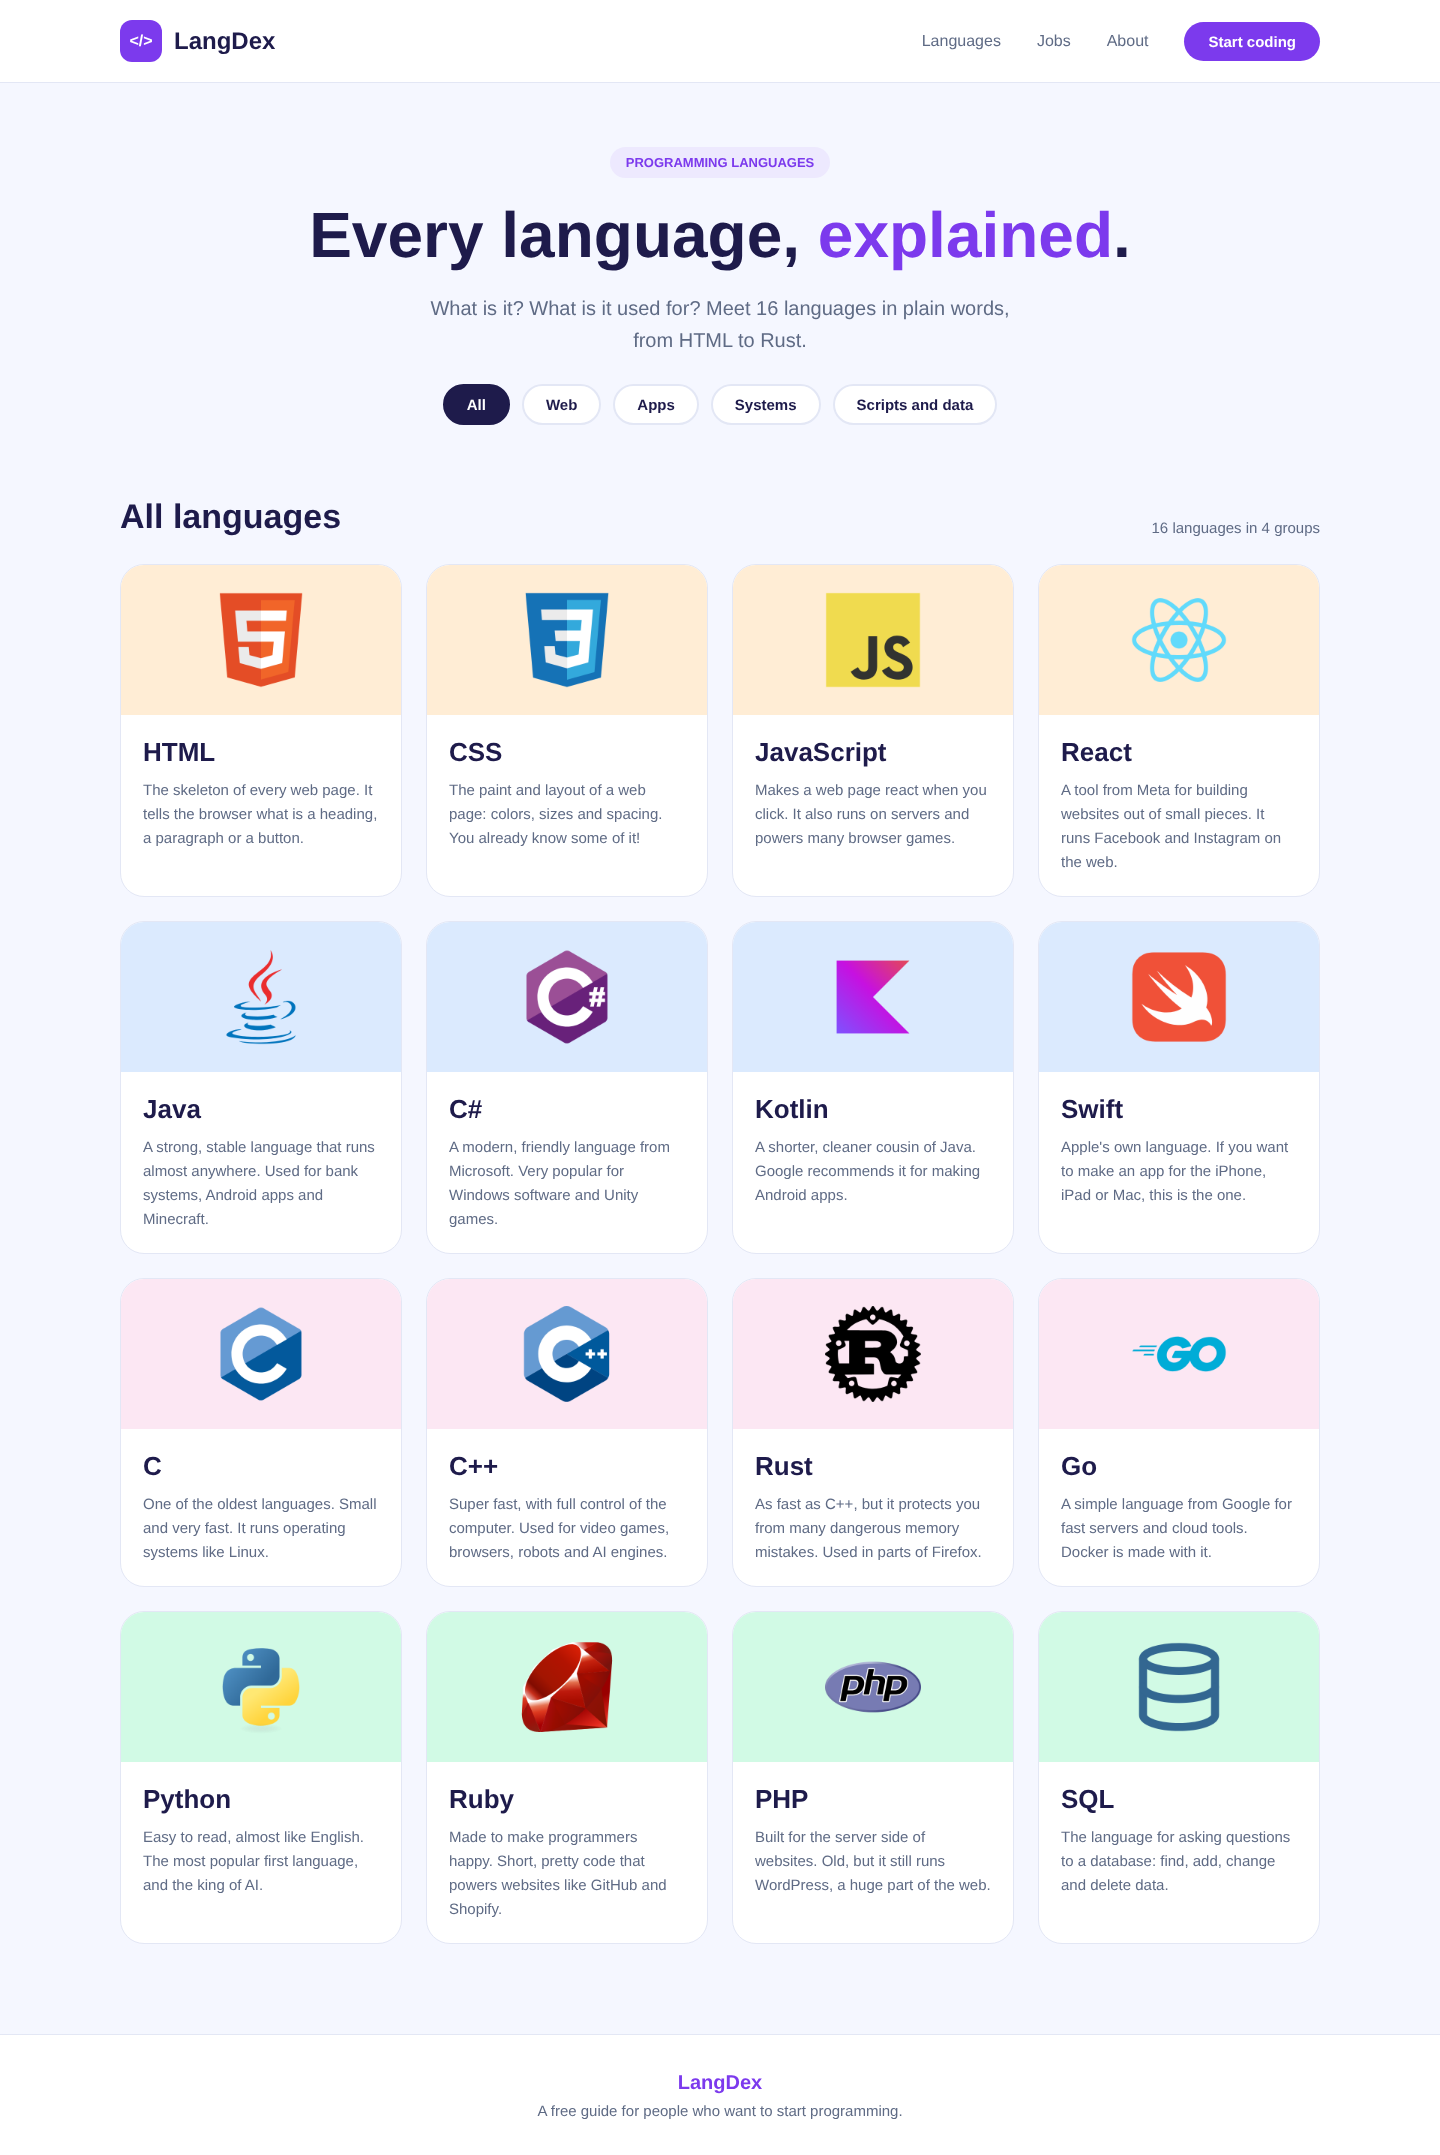 </> LangDex
Languages Jobs About Start coding
PROGRAMMING LANGUAGES
Every language, explained.
What is it? What is it used for? Meet 16 languages in plain words,
from HTML to Rust.
All Web Apps Systems Scripts and data
All languages
16 languages in 4 groups
5
HTML
The skeleton of every web page. It
tells the browser what is a heading,
a paragraph or a button.
3
CSS
The paint and layout of a web
page: colors, sizes and spacing.
You already know some of it!
JS
JavaScript
Makes a web page react when you
click. It also runs on servers and
powers many browser games.
React
A tool from Meta for building
websites out of small pieces. It
runs Facebook and Instagram on
the web.
Java
A strong, stable language that runs
almost anywhere. Used for bank
systems, Android apps and
Minecraft.
C#
C#
A modern, friendly language from
Microsoft. Very popular for
Windows software and Unity
games.
Kotlin
A shorter, cleaner cousin of Java.
Google recommends it for making
Android apps.
Swift
Apple's own language. If you want
to make an app for the iPhone,
iPad or Mac, this is the one.
C
C
One of the oldest languages. Small
and very fast. It runs operating
systems like Linux.
C++
C++
Super fast, with full control of the
computer. Used for video games,
browsers, robots and AI engines.
R
Rust
As fast as C++, but it protects you
from many dangerous memory
mistakes. Used in parts of Firefox.
GO
Go
A simple language from Google for
fast servers and cloud tools.
Docker is made with it.
Python
Easy to read, almost like English.
The most popular first language,
and the king of AI.
Ruby
Made to make programmers
happy. Short, pretty code that
powers websites like GitHub and
Shopify.
php
PHP
Built for the server side of
websites. Old, but it still runs
WordPress, a huge part of the web.
SQL
The language for asking questions
to a database: find, add, change
and delete data.
LangDex
A free guide for people who want to start programming.